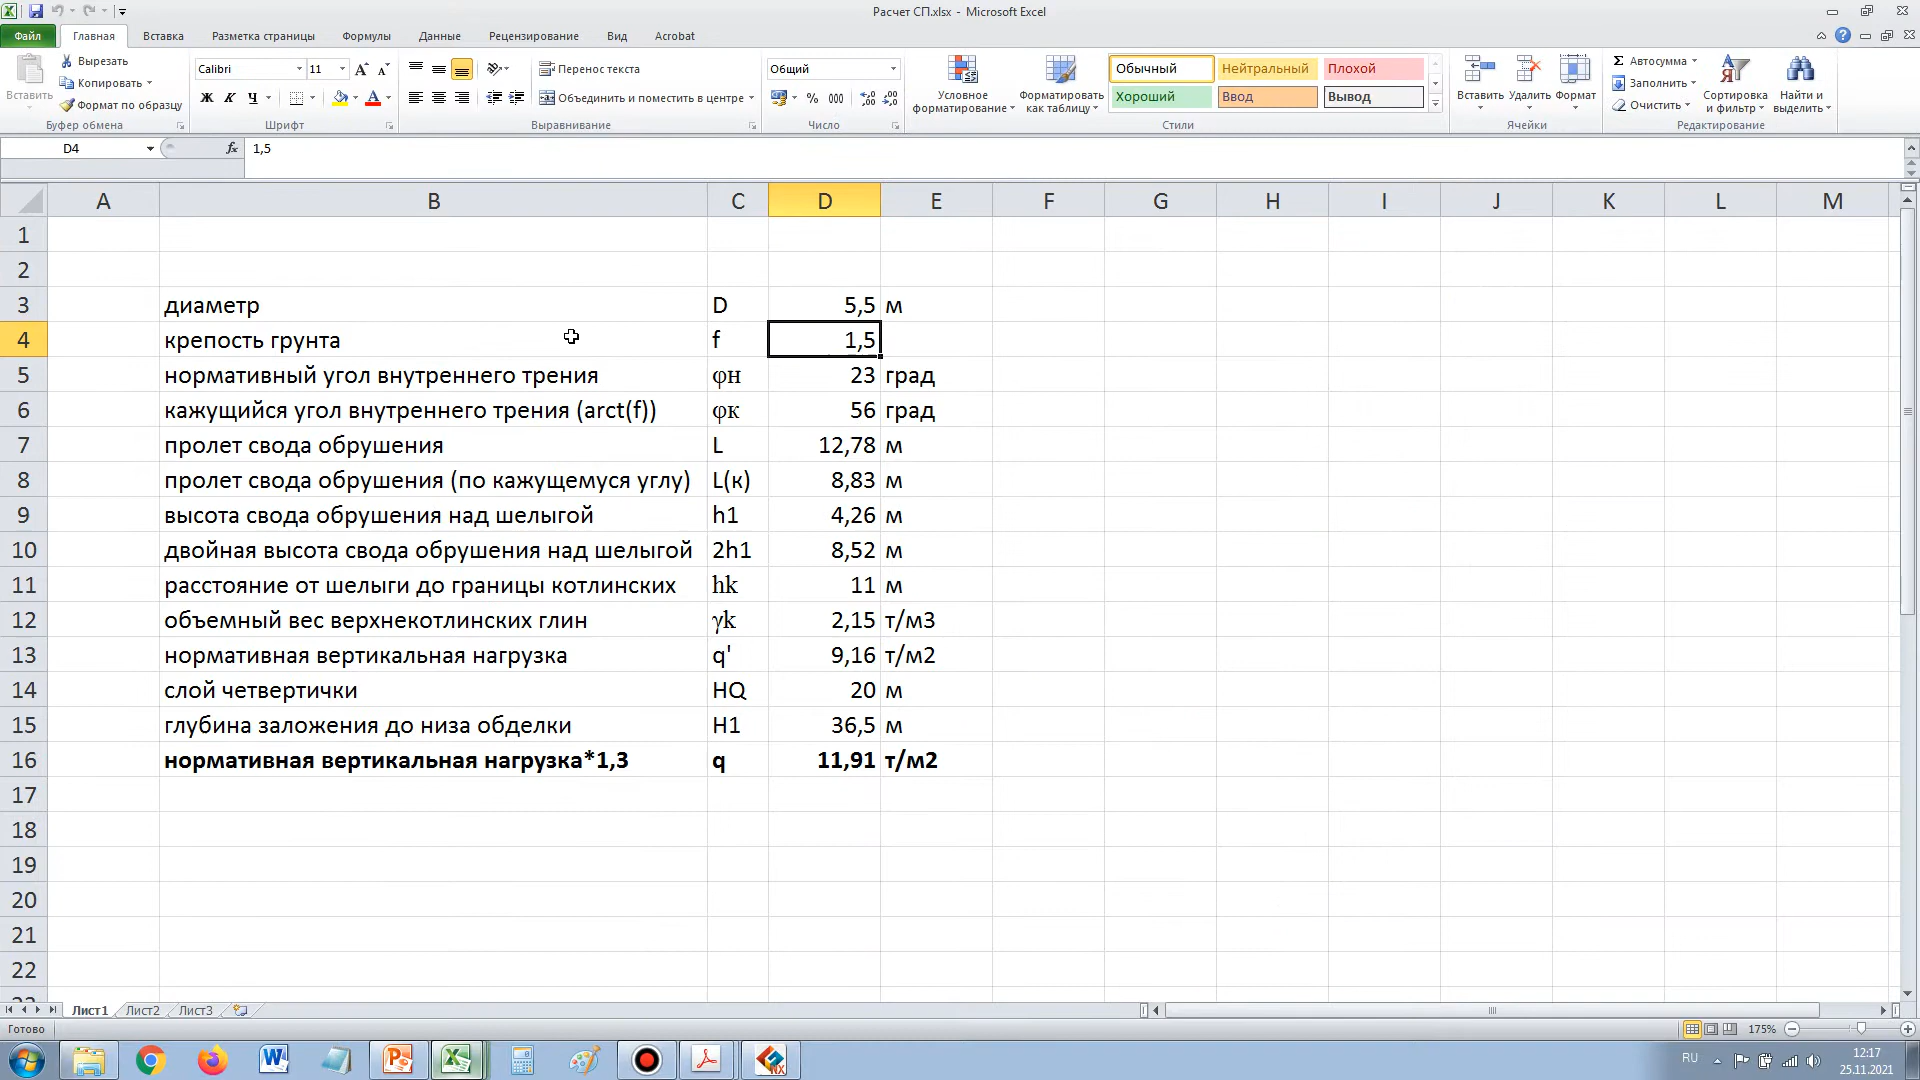 Расчет СП.xlsx - Microsoft Excel
Файл Главная Вставка Разметка страницы Формулы Данные Рецензирование Вид Acrobat
Вставить
Вырезать
Копировать
Формат по образцу
Буфер обмена
Calibri 11
Ж К Ч
Шрифт
Перенос текста
Объединить и поместить в центре
Выравнивание
Общий
% 000
Число
Условное форматирование
Форматировать как таблицу
Обычный Нейтральный Плохой
Хороший Ввод Вывод
Стили
Вставить Удалить Формат
Ячейки
Автосумма
Заполнить
Очистить
Сортировка и фильтр
Найти и выделить
Редактирование
D4 fx 1,5
A B C D E F G H I J K L M
1
2
3 диаметр D 5,5 м
4 крепость грунта f 1,5
5 нормативный угол внутреннего трения φн 23 град
6 кажущийся угол внутреннего трения (arct(f)) φк 56 град
7 пролет свода обрушения L 12,78 м
8 пролет свода обрушения (по кажущемуся углу) L(к) 8,83 м
9 высота свода обрушения над шелыгой h1 4,26 м
10 двойная высота свода обрушения над шелыгой 2h1 8,52 м
11 расстояние от шелыги до границы котлинских hk 11 м
12 объемный вес верхнекотлинских глин γk 2,15 т/м3
13 нормативная вертикальная нагрузка q' 9,16 т/м2
14 слой четвертички HQ 20 м
15 глубина заложения до низа обделки H1 36,5 м
16 нормативная вертикальная нагрузка*1,3 q 11,91 т/м2
17
18
19
20
21
22
Лист1 Лист2 Лист3
Готово 175%
RU 12:17
25.11.2021